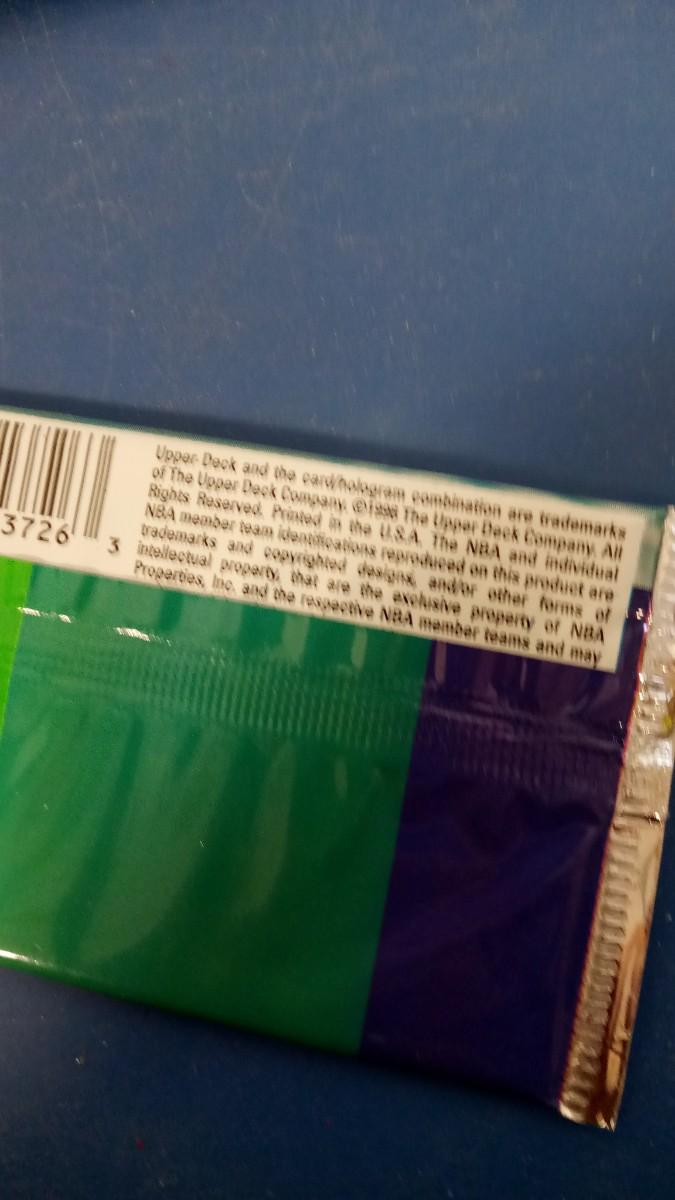 Upper Deck and the card/hologram combination are trademarks
of The Upper Deck Company. ©1996 The Upper Deck Company. All
Rights Reserved. Printed in the U.S.A. The NBA and individual
NBA member team identifications reproduced on this product are
trademarks and copyrighted designs, and/or other forms of
intellectual property, that are the exclusive property of NBA
Properties, Inc. and the respective NBA member teams and may
3726 3